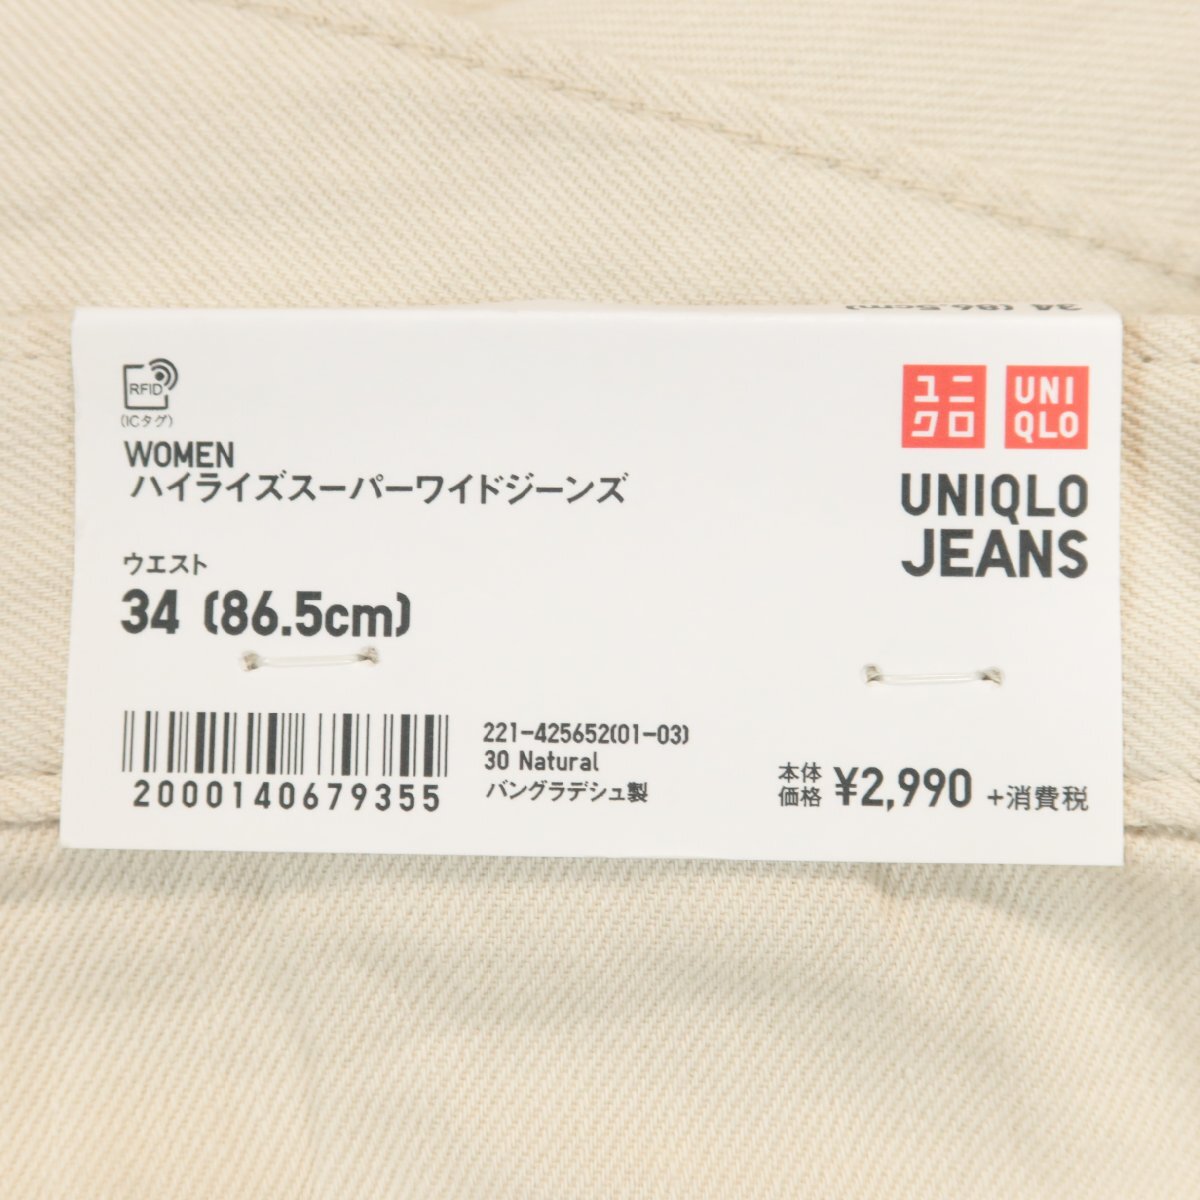 34 (86.5cm)
RFID
(ICタグ)
WOMEN
ハイライズスーパーワイドジーンズ
ウエスト
34 (86.5cm)
2000140679355
221-425652(01-03)
30 Natural
バングラデシュ製
ユニ
クロ
UNI
QLO
UNIQLO
JEANS
本体
価格 ¥2,990 +消費税